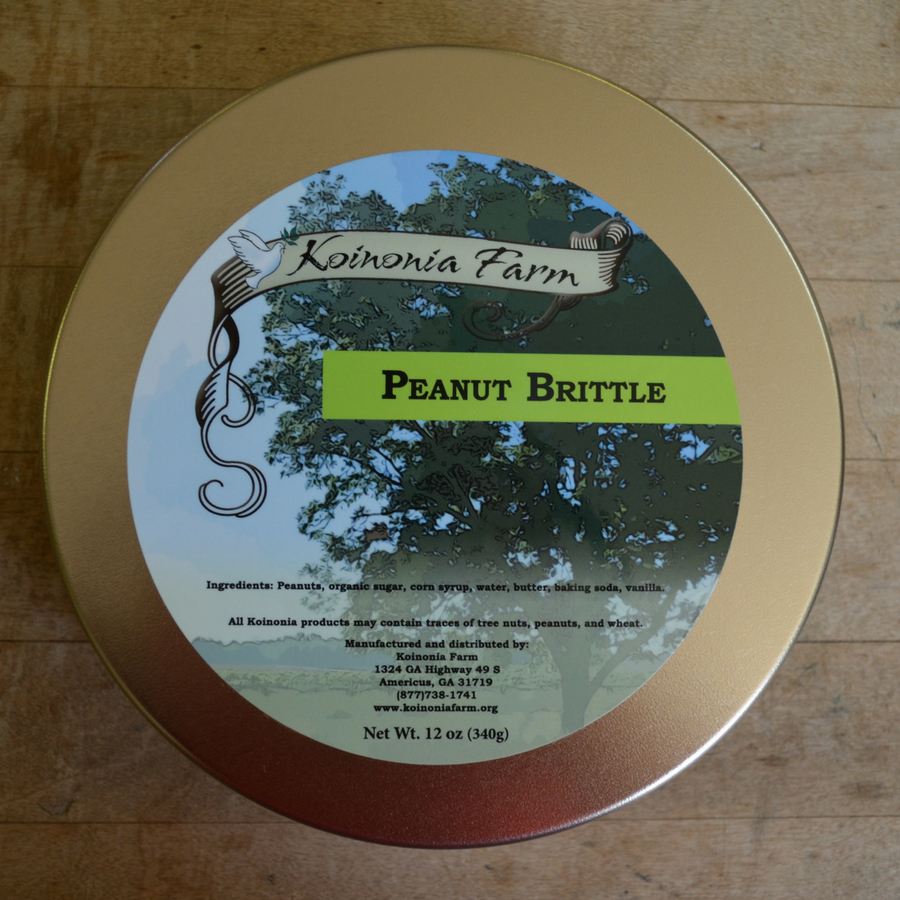 Koinonia Farm
PEANUT BRITTLE
Ingredients: Peanuts, organic sugar, corn syrup, water, butter, baking soda, vanilla.
All Koinonia products may contain traces of tree nuts, peanuts, and wheat.
Manufactured and distributed by:
Koinonia Farm
1324 GA Highway 49 S
Americus, GA 31719
(877)738-1741
www.koinoniafarm.org
Net Wt. 12 oz (340g)